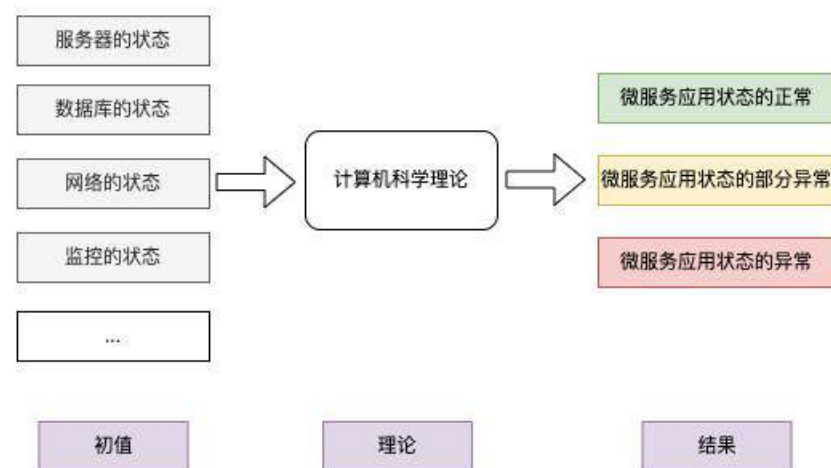 服务器的状态
数据库的状态
网络的状态
监控的状态
...
计算机科学理论
微服务应用状态的正常
微服务应用状态的部分异常
微服务应用状态的异常
初值
理论
结果